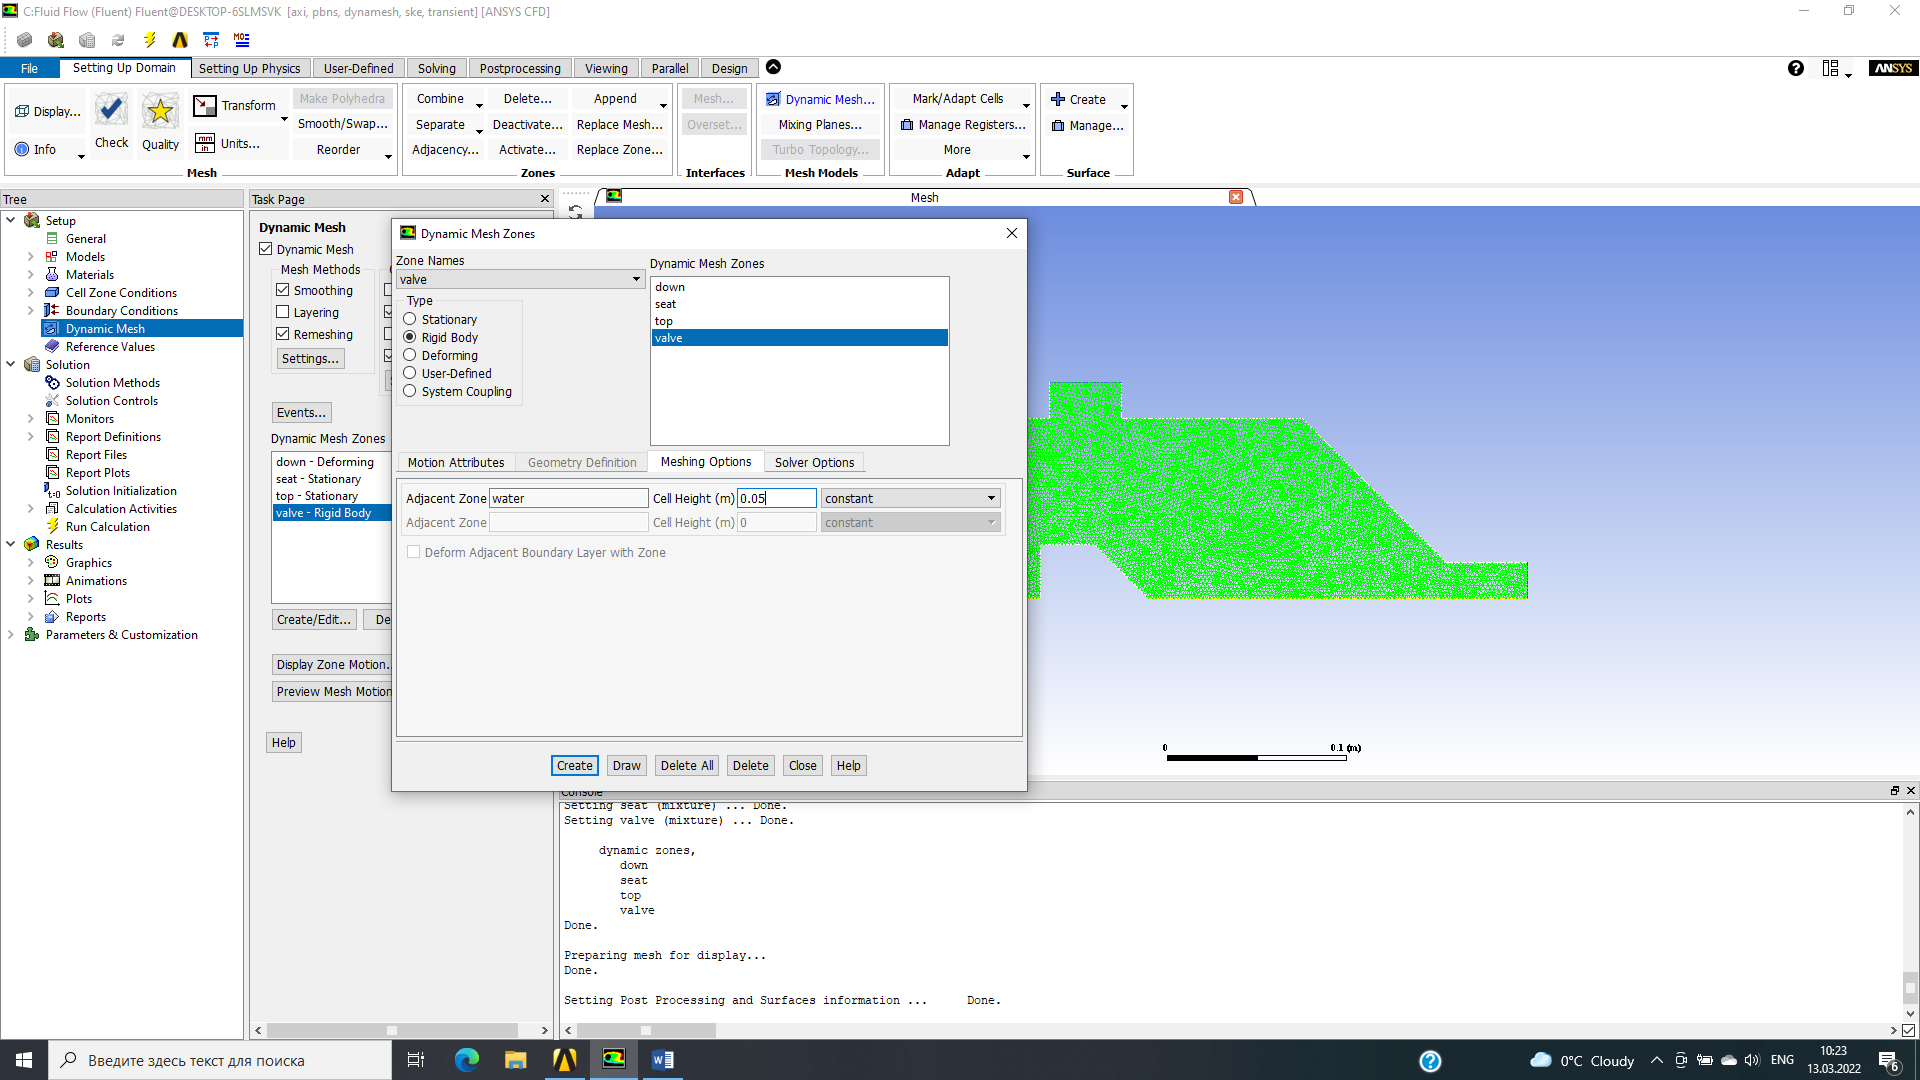 C:Fluid Flow (Fluent) Fluent@DESKTOP-6SLMSVK [axi, pbns, dynamesh, ske, transient] [ANSYS CFD]
File
Setting Up Domain
Setting Up Physics
User-Defined
Solving
Postprocessing
Viewing
Parallel
Design
ANSYS
Display...
Info
Check
Quality
Transform
Units...
Make Polyhedra
Smooth/Swap...
Reorder
Mesh
Combine
Separate
Adjacency...
Delete...
Deactivate...
Activate...
Append
Replace Mesh...
Replace Zone...
Zones
Mesh...
Overset...
Interfaces
Dynamic Mesh...
Mixing Planes...
Turbo Topology...
Mesh Models
Mark/Adapt Cells
Manage Registers...
More
Adapt
Create
Manage...
Surface
Tree
Setup
General
Models
Materials
Cell Zone Conditions
Boundary Conditions
Dynamic Mesh
Reference Values
Solution
Solution Methods
Solution Controls
Monitors
Report Definitions
Report Files
Report Plots
Solution Initialization
Calculation Activities
Run Calculation
Results
Graphics
Animations
Plots
Reports
Parameters & Customization
Task Page
Dynamic Mesh
Dynamic Mesh
Mesh Methods
Smoothing
Layering
Remeshing
Settings...
Events...
Dynamic Mesh Zones
down - Deforming
seat - Stationary
top - Stationary
valve - Rigid Body
Create/Edit...
De
Display Zone Motion..
Preview Mesh Motion
Help
Dynamic Mesh Zones
Zone Names
valve
Type
Stationary
Rigid Body
Deforming
User-Defined
System Coupling
Dynamic Mesh Zones
down
seat
top
valve
Motion Attributes
Geometry Definition
Meshing Options
Solver Options
Adjacent Zone water Cell Height (m) 0.05 constant
Adjacent Zone Cell Height (m) 0 constant
Deform Adjacent Boundary Layer with Zone
Create
Draw
Delete All
Delete
Close
Help
Mesh
0 0.1 (m)
Console
Setting seat (mixture) ... Done.
Setting valve (mixture) ... Done.
dynamic zones,
down
seat
top
valve
Done.
Preparing mesh for display...
Done.
Setting Post Processing and Surfaces information ... Done.
Введите здесь текст для поиска
0°C Cloudy
ENG
10:23
13.03.2022
6